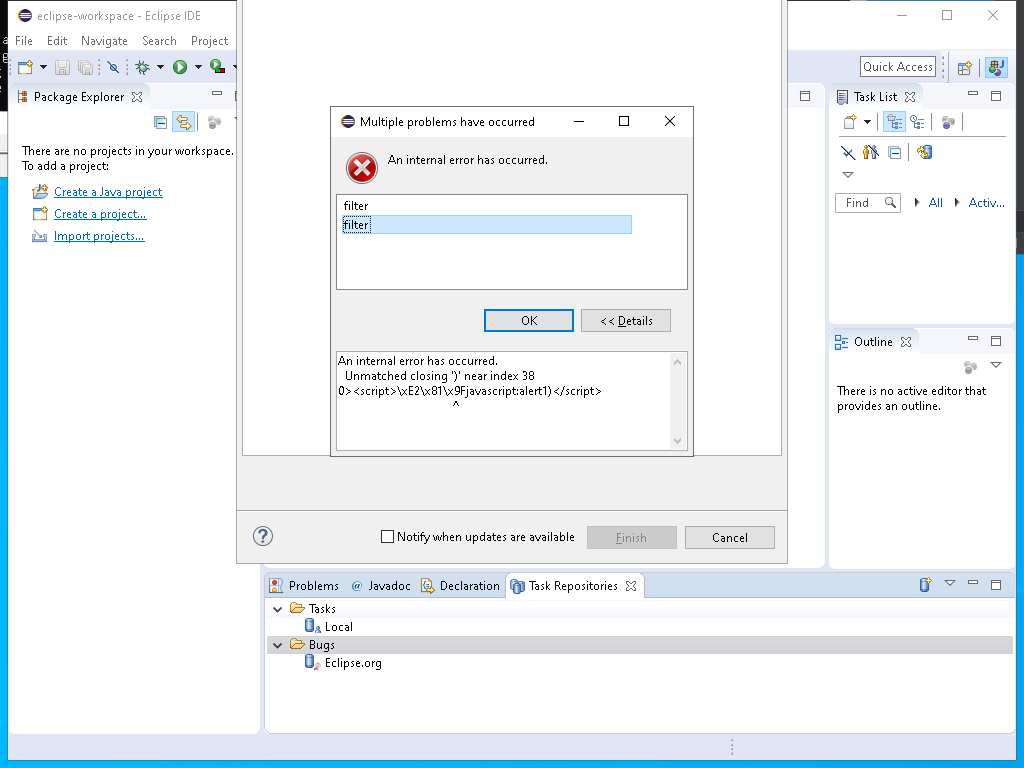 eclipse-workspace - Eclipse IDE
File Edit Navigate Search Project
Quick Access
Package Explorer
There are no projects in your workspace.
To add a project:
Create a Java project
Create a project...
Import projects...
Multiple problems have occurred
An internal error has occurred.
filter
filter
OK
<< Details
An internal error has occurred.
Unmatched closing ')' near index 38
0><script>\xE2\x81\x9Fjavascript:alert1)</script>
^
Notify when updates are available
Finish
Cancel
Task List
Find
All
Activ...
Outline
There is no active editor that
provides an outline.
Problems
@ Javadoc
Declaration
Task Repositories
Tasks
Local
Bugs
Eclipse.org